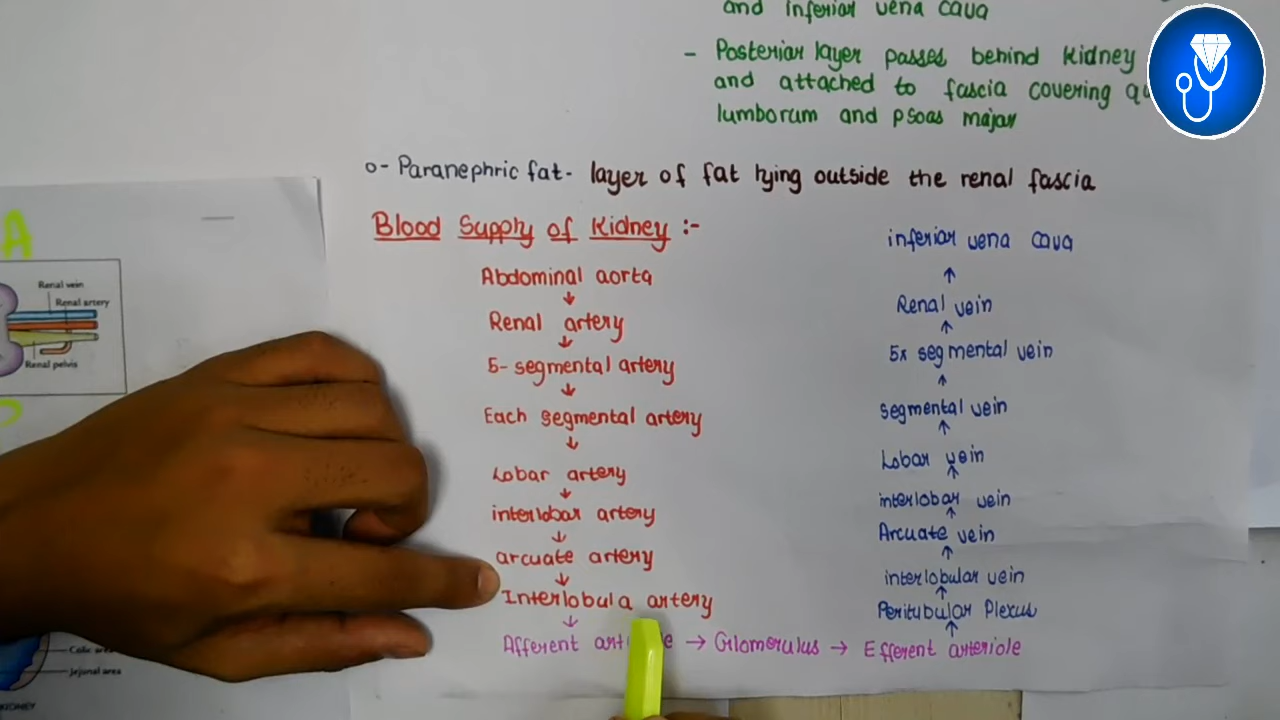 and inferior vena cava
- Posterior layer passes behind kidney
and attached to fascia covering
lumborum and psoas major
o- Paranephric fat- layer of fat lying outside the renal fascia
Blood Supply of Kidney :-
Abdominal aorta
↓
Renal artery
↓
5- segmental artery
↓
Each segmental artery
↓
Lobar artery
↓
interlobar artery
↓
arcuate artery
↓
Interlobula artery
↓
Afferent → Glomerulus → Efferent arteriole
inferior vena cava
↑
Renal vein
↑
5x segmental vein
↑
segmental vein
↑
Lobar vein
↑
interlobar vein
↑
Arcuate vein
↑
interlobular vein
↑
Peritubular Plexus
↑
A
Renal vein
Renal artery
Renal pelvis
Colic
Jejunal area
KIDNEY